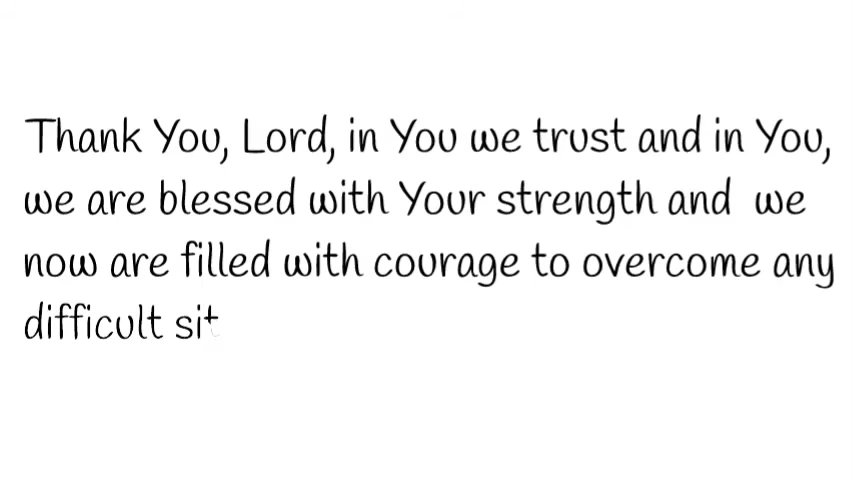 Thank You, Lord, in You we trust and in You,
we are blessed with Your strength and  we
now are filled with courage to overcome any
difficult sit